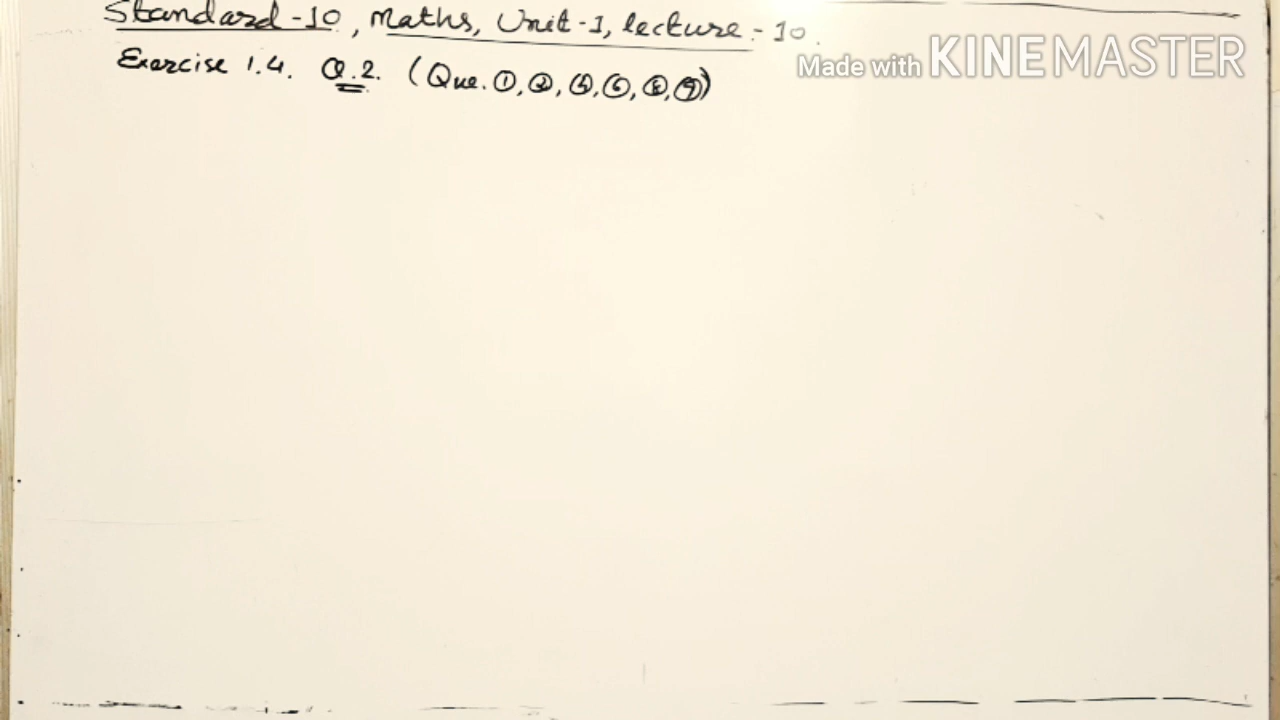 Standard-10, Maths, Unit-1, lecture:-10.
Made with KINEMASTER
Exercise 1.4. Q.2. (Que. ①, ②, ④, ⑥, ⑧, ⑨)